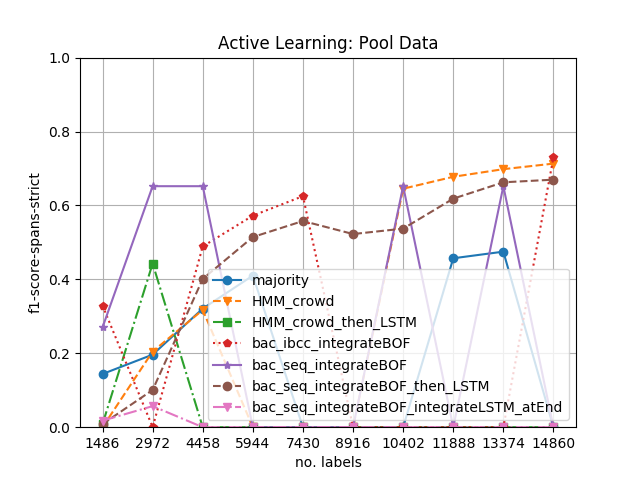 Active Learning: Pool Data
f1-score-spans-strict
1.0
0.8
0.6
0.4
0.2
0.0
majority
HMM_crowd
HMM_crowd_then_LSTM
bac_ibcc_integrateBOF
bac_seq_integrateBOF
bac_seq_integrateBOF_then_LSTM
bac_seq_integrateBOF_integrateLSTM_atEnd
1486 2972 4458 5944 7430 8916 10402 11888 13374 14860
no. labels